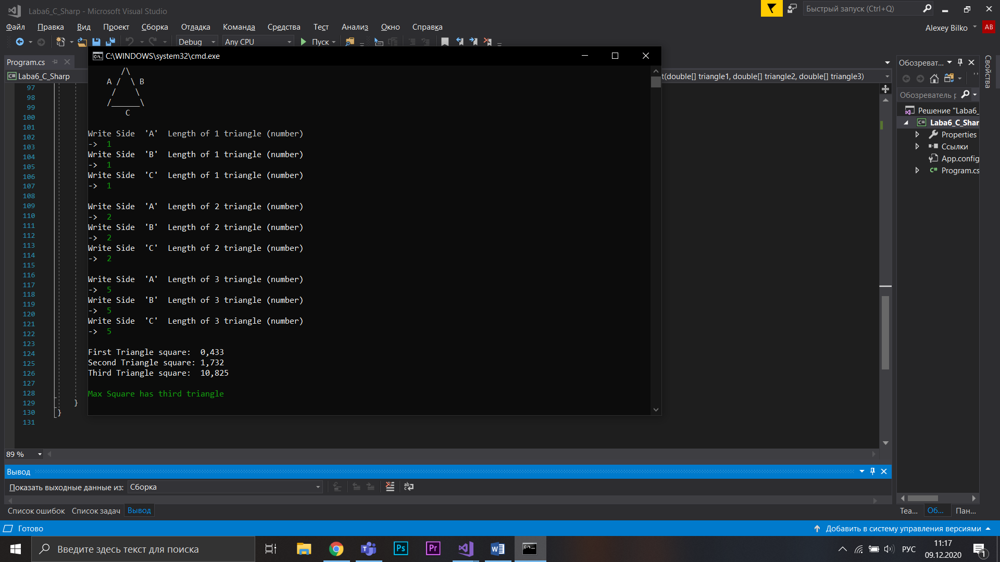 Laba6_C_Sharp - Microsoft Visual Studio
Быстрый запуск (Ctrl+Q)
Файл Правка Вид Проект Сборка Отладка Команда Средства Тест Анализ Окно Справка
Alexey Bilko AB
Debug Any CPU Пуск
C:\WINDOWS\system32\cmd.exe
Program.cs
C# Laba6_C_Sharp
t(double[] triangle1, double[] triangle2, double[] triangle3)
/\
A / \ B
/ \
/______\
C
Write Side 'A' Length of 1 triangle (number)
-> 1
Write Side 'B' Length of 1 triangle (number)
-> 1
Write Side 'C' Length of 1 triangle (number)
-> 1
Write Side 'A' Length of 2 triangle (number)
-> 2
Write Side 'B' Length of 2 triangle (number)
-> 2
Write Side 'C' Length of 2 triangle (number)
-> 2
Write Side 'A' Length of 3 triangle (number)
-> 5
Write Side 'B' Length of 3 triangle (number)
-> 5
Write Side 'C' Length of 3 triangle (number)
-> 5
First Triangle square: 0,433
Second Triangle square: 1,732
Third Triangle square: 10,825
Max Square has third triangle
97
98
99
100
101
102
103
104
105
106
107
108
109
110
111
112
113
114
115
116
117
118
119
120
121
122
123
124
125
126
127
128
129 }
130 }
131
89 %
Обозреват...
Свойства
Обозреватель р
Решение "Laba6_
C# Laba6_C_Shar
Properties
Ссылки
App.config
C# Program.cs
Вывод
Показать выходные данные из: Сборка
Список ошибок Список задач Вывод
Tea... Об... Пан...
Готово
Добавить в систему управления версиями
Введите здесь текст для поиска
Ps Pr
РУС
11:17
09.12.2020
1